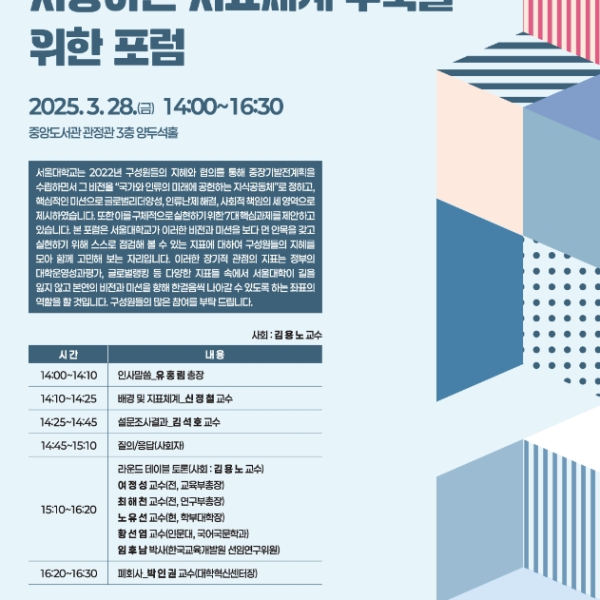 위한 포럼
2025. 3. 28.(금) 14:00~16:30
중앙도서관 관정관 3층 양두석홀
서울대학교는 2022년 구성원들의 지혜와 협의를 통해 중장기발전계획을
수립하면서 그 비전을 “국가와 인류의 미래에 공헌하는 지식공동체”로 정하고,
핵심적인 미션으로 글로벌리더양성, 인류난제 해결, 사회적 책임의 세 영역으로
제시하였습니다. 또한 이를 구체적으로 실현하기 위한 7대 핵심과제를 제안하고
있습니다. 본 포럼은 서울대학교가 이러한 비전과 미션을 보다 먼 안목을 갖고
실현하기 위해 스스로 점검해 볼 수 있는 지표에 대하여 구성원들의 지혜를
모아 함께 고민해 보는 자리입니다. 이러한 장기적 관점의 지표는 정부의
대학운영성과평가, 글로벌랭킹 등 다양한 지표들 속에서 서울대학이 길을
잃지 않고 본연의 비전과 미션을 향해 한걸음씩 나아갈 수 있도록 하는 좌표의
역할을 할 것입니다. 구성원들의 많은 참여를 부탁 드립니다.
사회 : 김용노 교수
시간 내용
14:00~14:10 인사말씀_유홍림 총장
14:10~14:25 배경 및 지표체계_신정철 교수
14:25~14:45 설문조사결과_김석호 교수
14:45~15:10 질의/응답(사회자)
15:10~16:20 라운드 테이블 토론(사회 : 김용노 교수)
여정성 교수(전, 교육부총장)
최해천 교수(전, 연구부총장)
노유선 교수(현, 학부대학장)
황선엽 교수(인문대, 국어국문학과)
임후남 박사(한국교육개발원 선임연구위원)
16:20~16:30 폐회사_박인권 교수(대학혁신센터장)